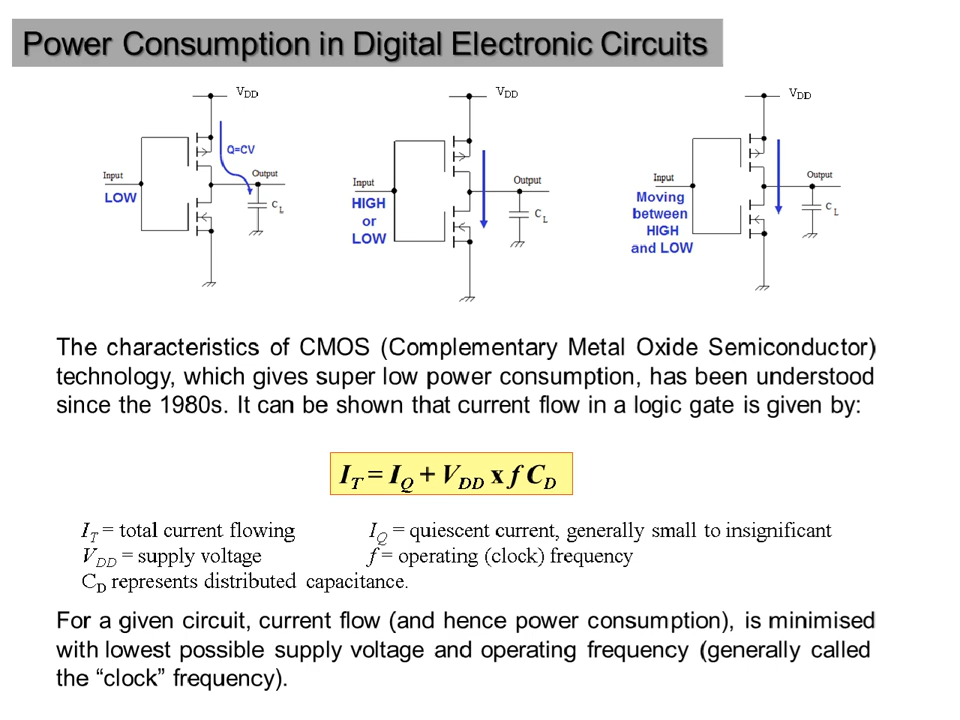 Power Consumption in Digital Electronic Circuits
VDD
Q=CV
Input
Output
LOW
CL
VDD
Input
Output
HIGH
or
LOW
CL
VDD
Input
Output
Moving
between
HIGH
and LOW
CL
The characteristics of CMOS (Complementary Metal Oxide Semiconductor)
technology, which gives super low power consumption, has been understood
since the 1980s. It can be shown that current flow in a logic gate is given by:
IT = IQ + VDD x f CD
IT = total current flowing IQ = quiescent current, generally small to insignificant
VDD = supply voltage f = operating (clock) frequency
CD represents distributed capacitance.
For a given circuit, current flow (and hence power consumption), is minimised
with lowest possible supply voltage and operating frequency (generally called
the “clock” frequency).